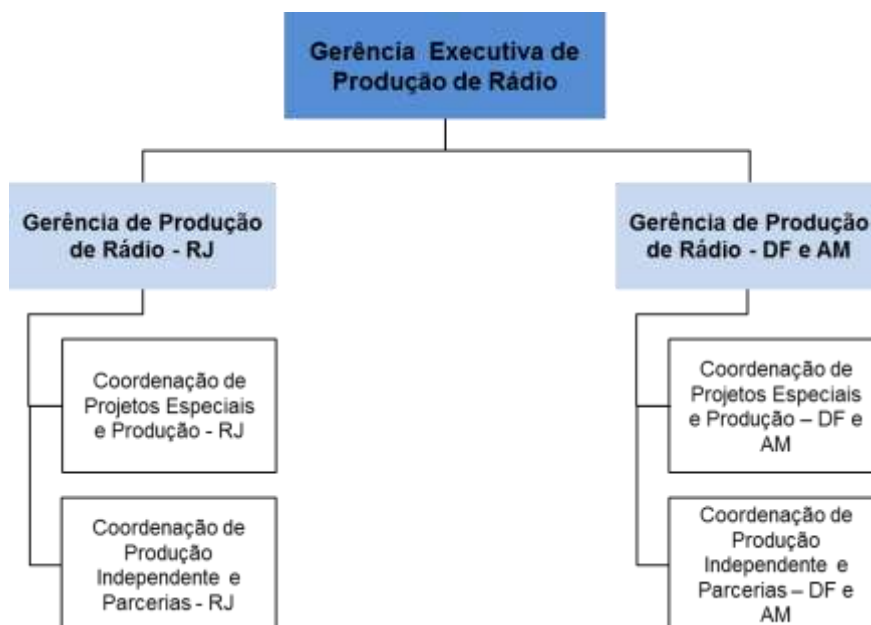 Gerência Executiva de
Produção de Rádio
Gerência de Produção
de Rádio - RJ
Gerência de Produção
de Rádio - DF e AM
Coordenação de
Projetos Especiais
e Produção - RJ
Coordenação de
Projetos Especiais
e Produção – DF e
AM
Coordenação de
Produção
Independente e
Parcerias - RJ
Coordenação de
Produção
Independente e
Parcerias – DF e
AM